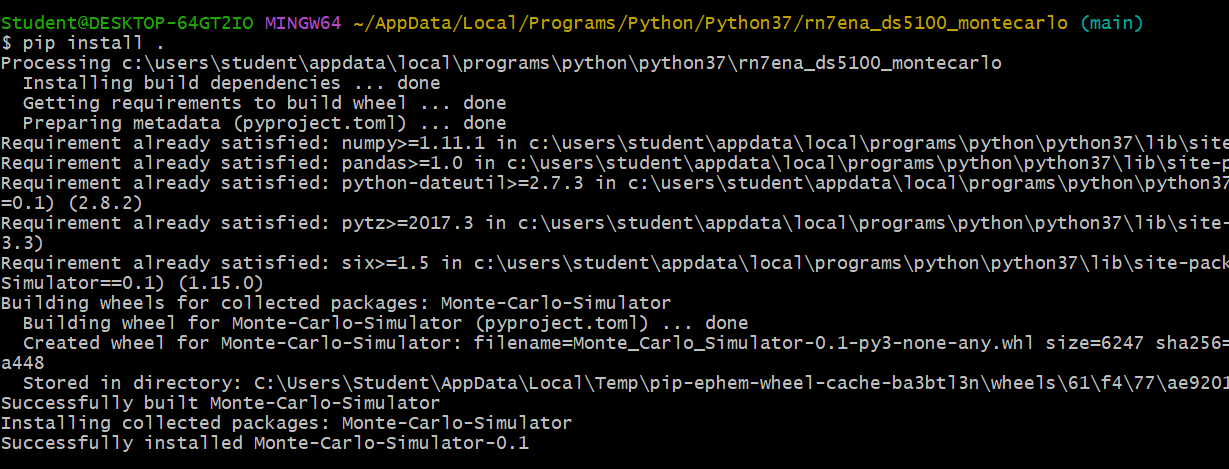 Student@DESKTOP-64GT2IO MINGW64 ~/AppData/Local/Programs/Python/Python37/rn7ena_ds5100_montecarlo (main)
$ pip install .
Processing c:\users\student\appdata\local\programs\python\python37\rn7ena_ds5100_montecarlo
  Installing build dependencies ... done
  Getting requirements to build wheel ... done
  Preparing metadata (pyproject.toml) ... done
Requirement already satisfied: numpy>=1.11.1 in c:\users\student\appdata\local\programs\python\python37\lib\site
Requirement already satisfied: pandas>=1.0 in c:\users\student\appdata\local\programs\python\python37\lib\site-p
Requirement already satisfied: python-dateutil>=2.7.3 in c:\users\student\appdata\local\programs\python\python37
=0.1) (2.8.2)
Requirement already satisfied: pytz>=2017.3 in c:\users\student\appdata\local\programs\python\python37\lib\site-
3.3)
Requirement already satisfied: six>=1.5 in c:\users\student\appdata\local\programs\python\python37\lib\site-pack
Simulator==0.1) (1.15.0)
Building wheels for collected packages: Monte-Carlo-Simulator
  Building wheel for Monte-Carlo-Simulator (pyproject.toml) ... done
  Created wheel for Monte-Carlo-Simulator: filename=Monte_Carlo_Simulator-0.1-py3-none-any.whl size=6247 sha256=
a448
  Stored in directory: C:\Users\Student\AppData\Local\Temp\pip-ephem-wheel-cache-ba3btl3n\wheels\61\f4\77\ae9201
Successfully built Monte-Carlo-Simulator
Installing collected packages: Monte-Carlo-Simulator
Successfully installed Monte-Carlo-Simulator-0.1